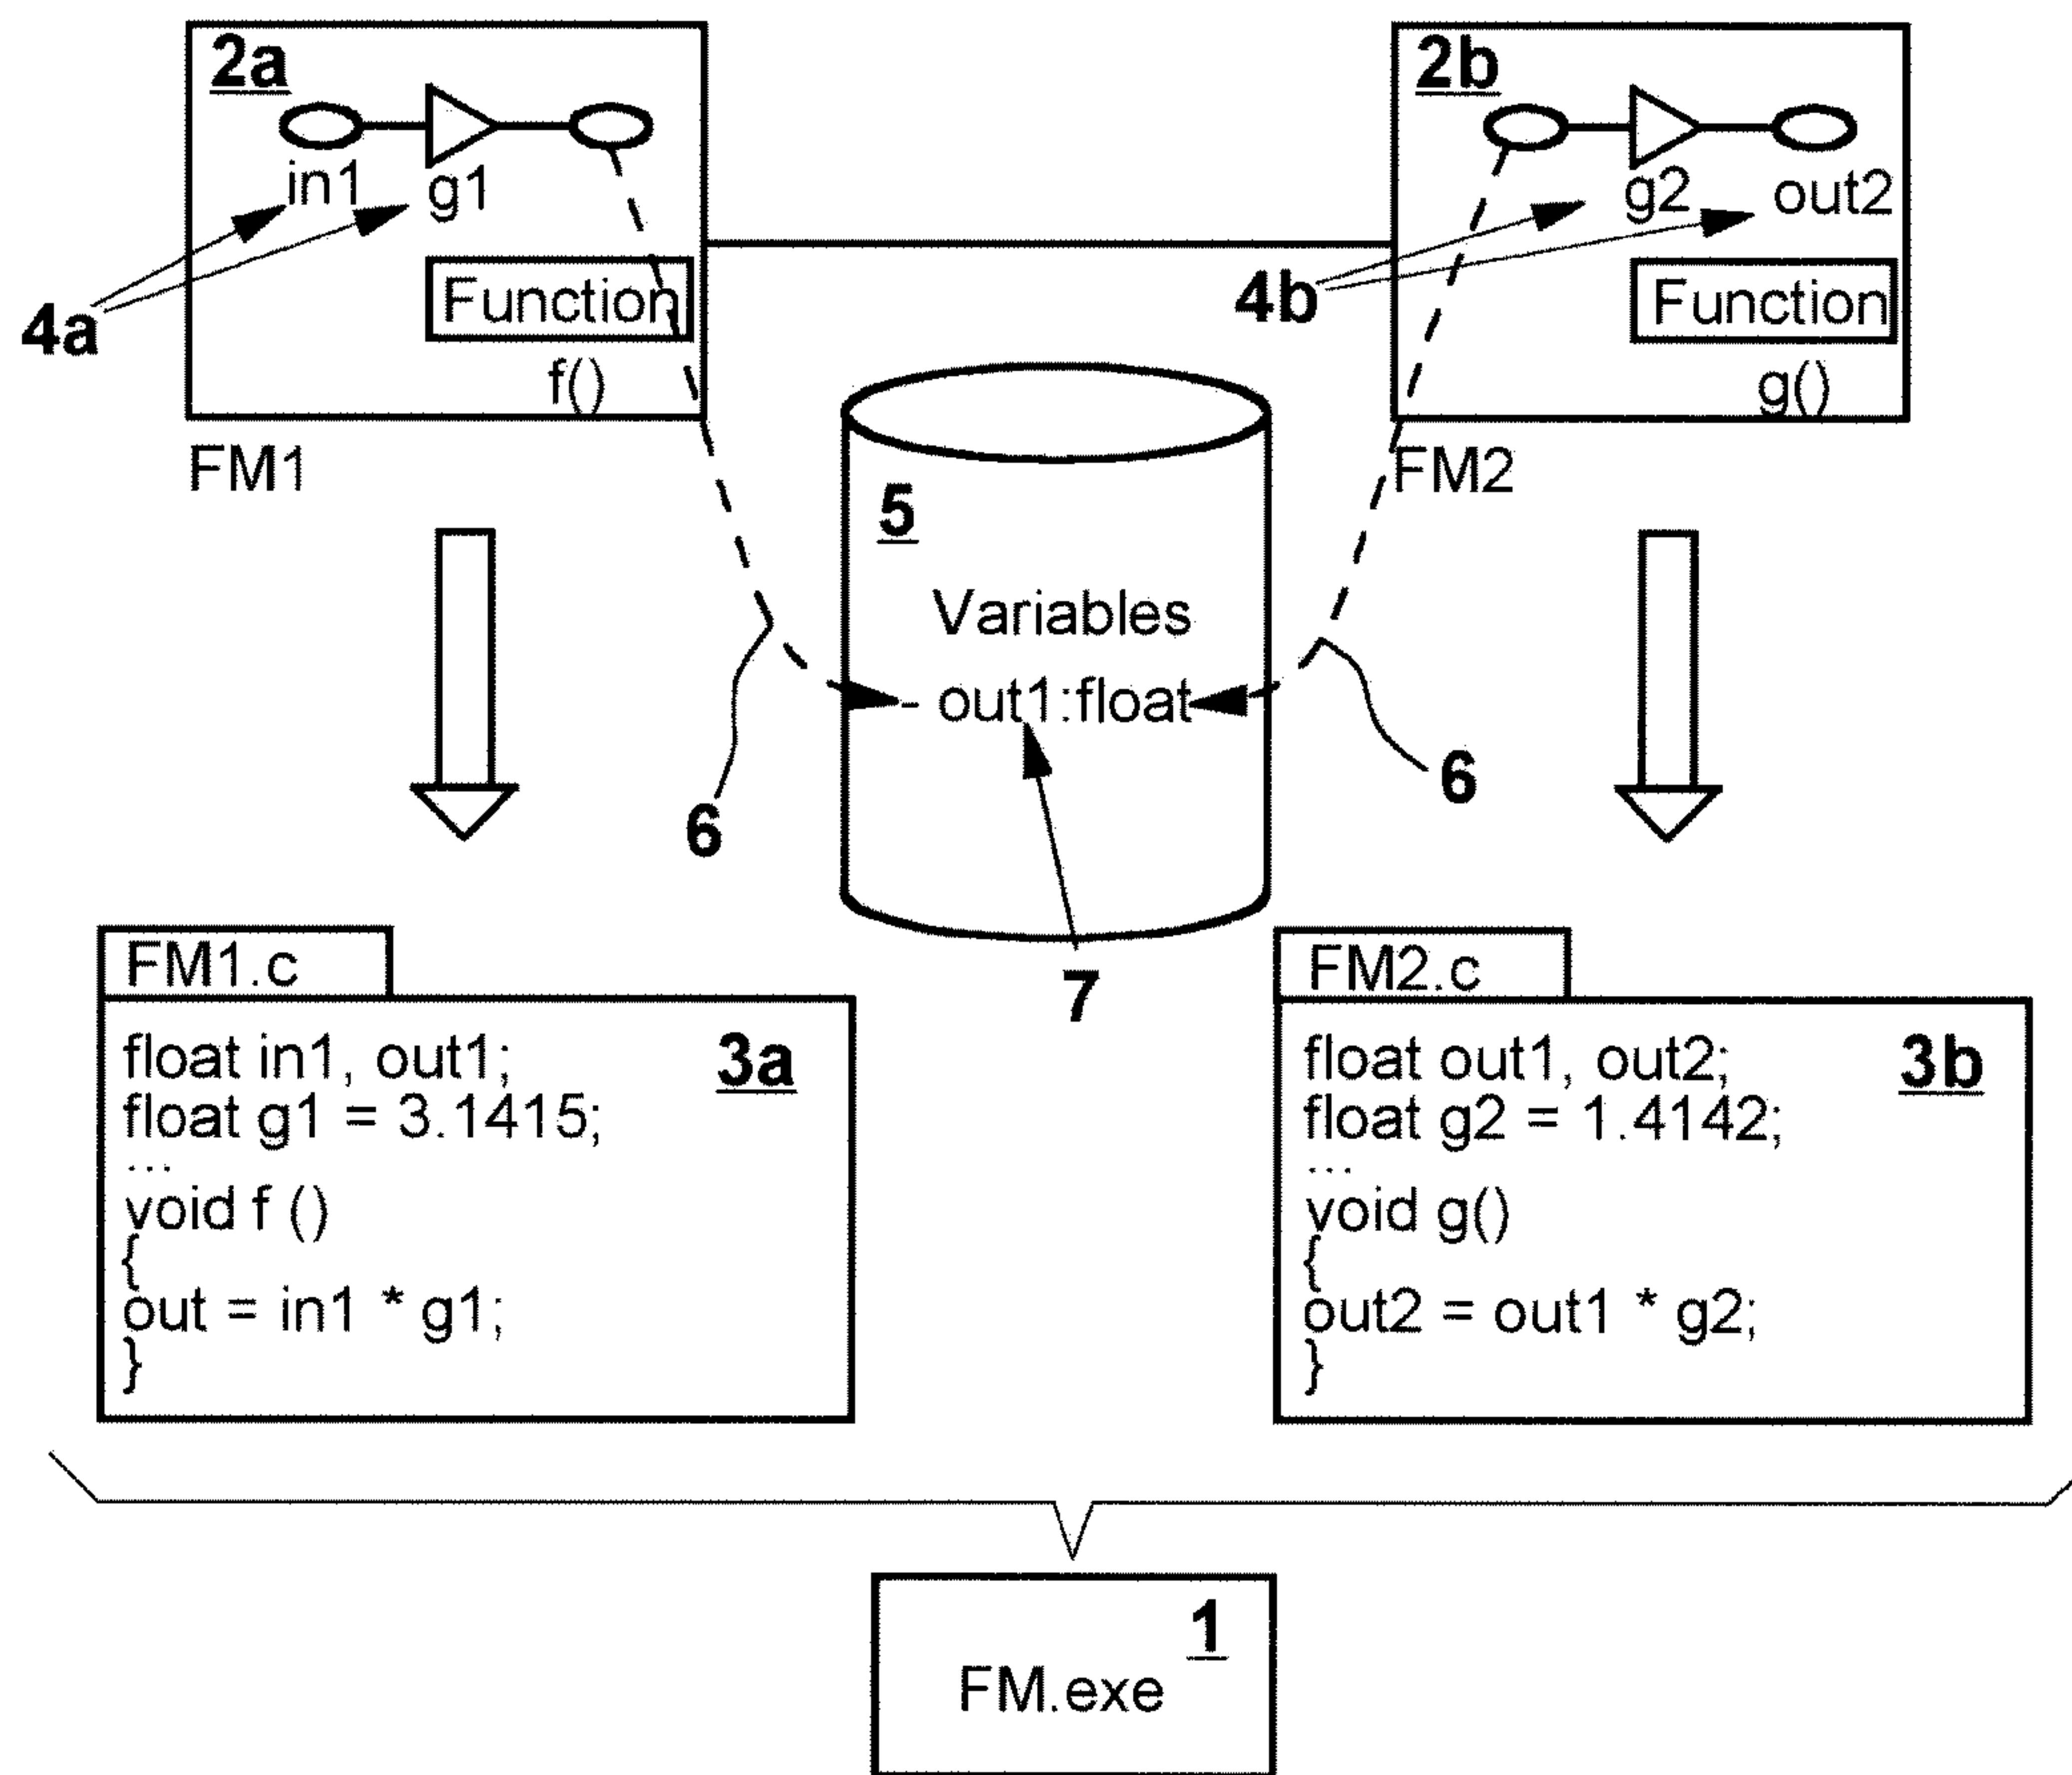 2a
in1
g1
4a
Function
f()
FM1
2b
g2
out2
4b
Function
g()
FM2
5
Variables
- out1:float
6
6
7
FM1.c
float in1, out1;
3a
float g1 = 3.1415;
...
void f ()
{
out = in1 * g1;
}
FM2.c
float out1, out2;
3b
float g2 = 1.4142;
...
void g()
{
out2 = out1 * g2;
}
1
FM.exe